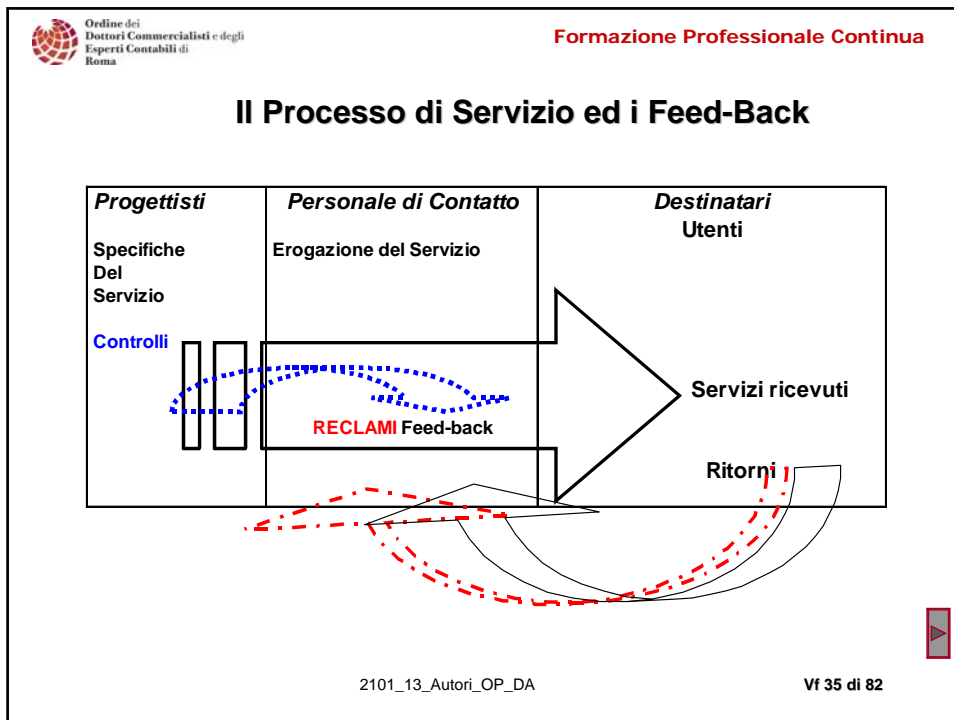 Ordine dei
Dottori Commercialisti e degli
Esperti Contabili di
Roma
Formazione Professionale Continua
Il Processo di Servizio ed i Feed-Back
Progettisti
Specifiche
Del
Servizio
Controlli
Personale di Contatto
Erogazione del Servizio
RECLAMI Feed-back
Destinatari
Utenti
Servizi ricevuti
Ritorni
2101_13_Autori_OP_DA
Vf 35 di 82